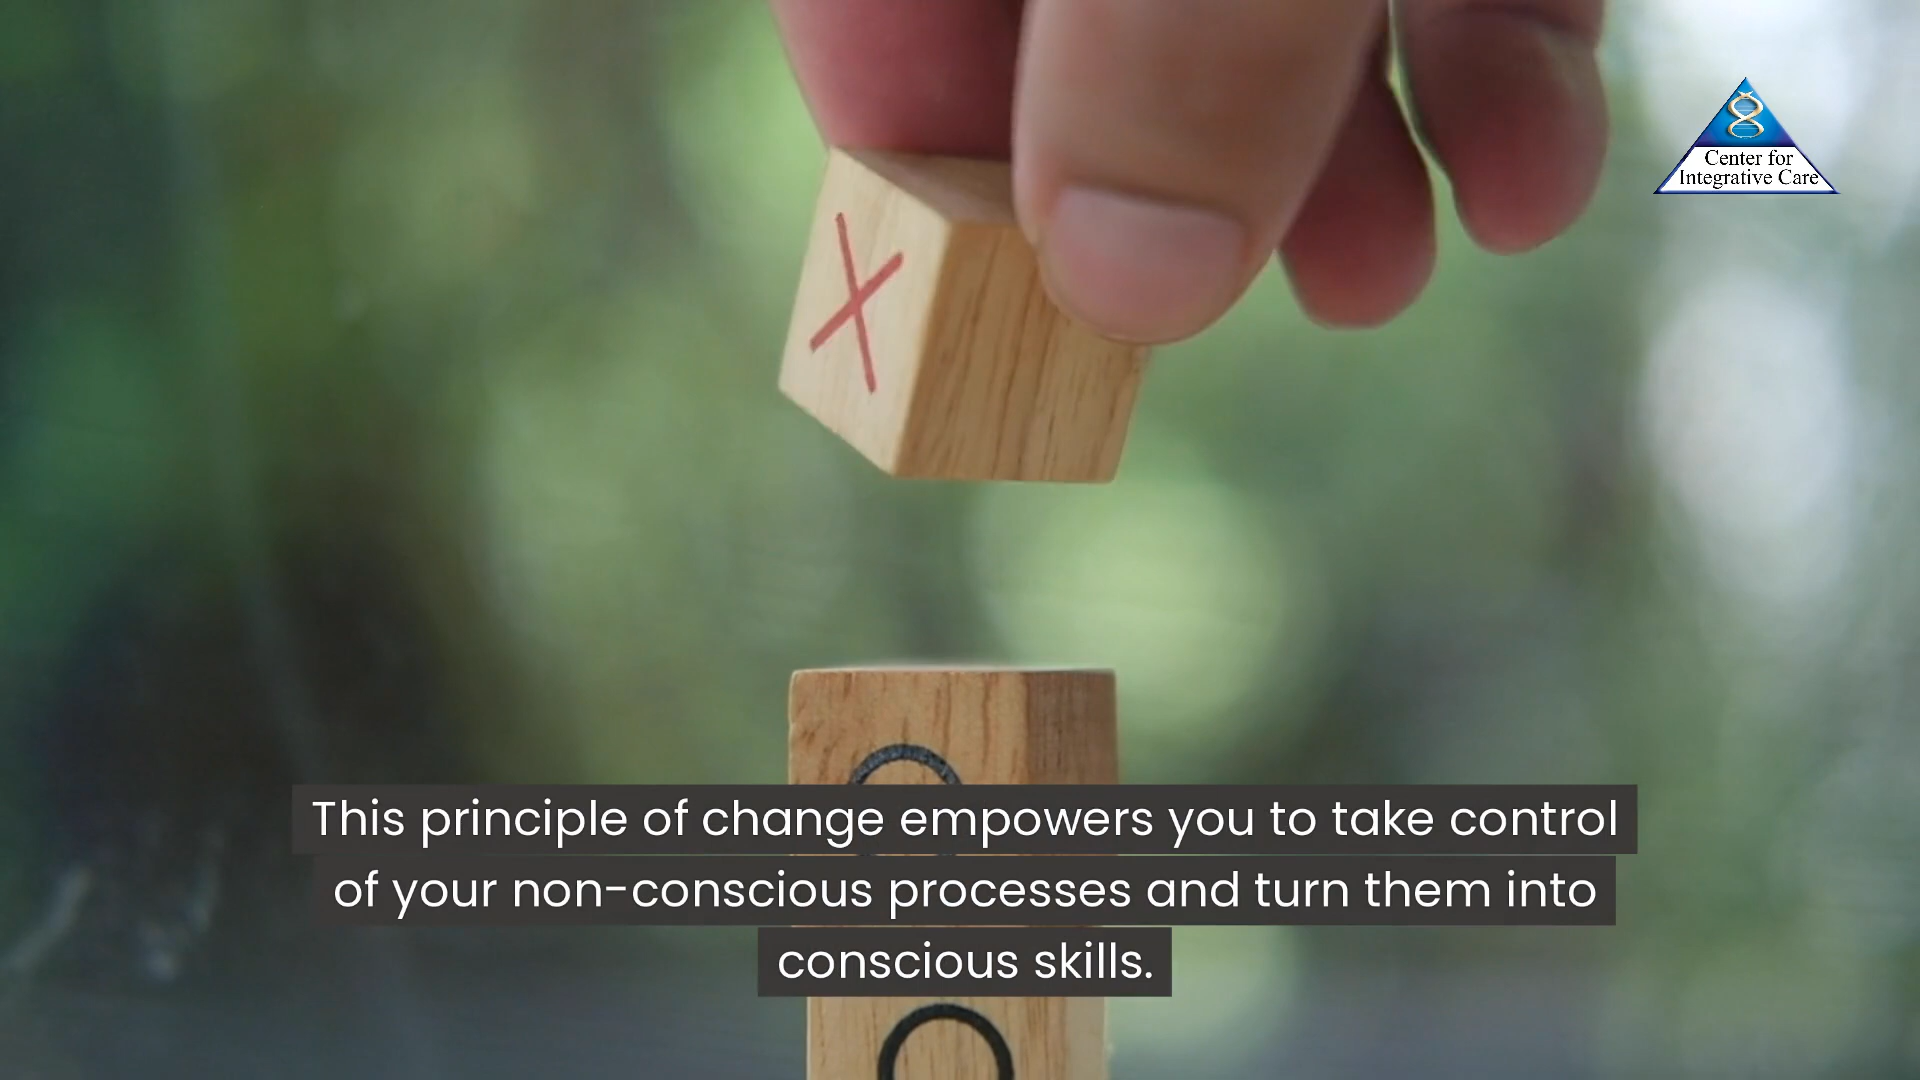 X
Center for
Integrative Care
This principle of change empowers you to take control
of your non-conscious processes and turn them into
conscious skills.